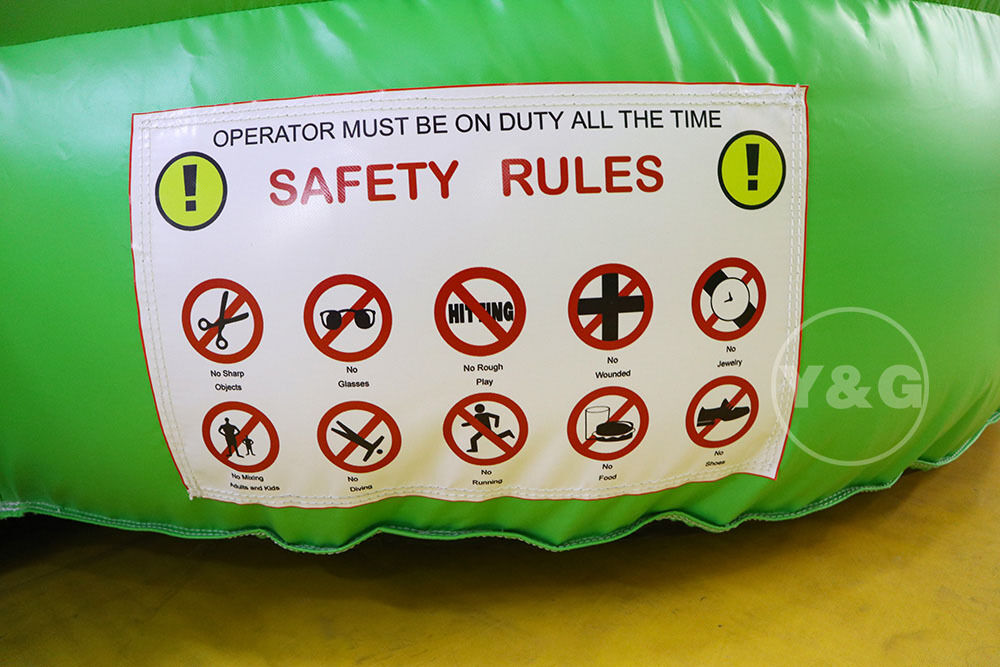 OPERATOR MUST BE ON DUTY ALL THE TIME
! SAFETY RULES !
HITTING
No Sharp
Objects
No
Glasses
No Rough
Play
No
Wounded
No
Jewelry
No Mixing
Adults and Kids
No
Diving
No
Running
No
Food
No
Shoes
Y&G